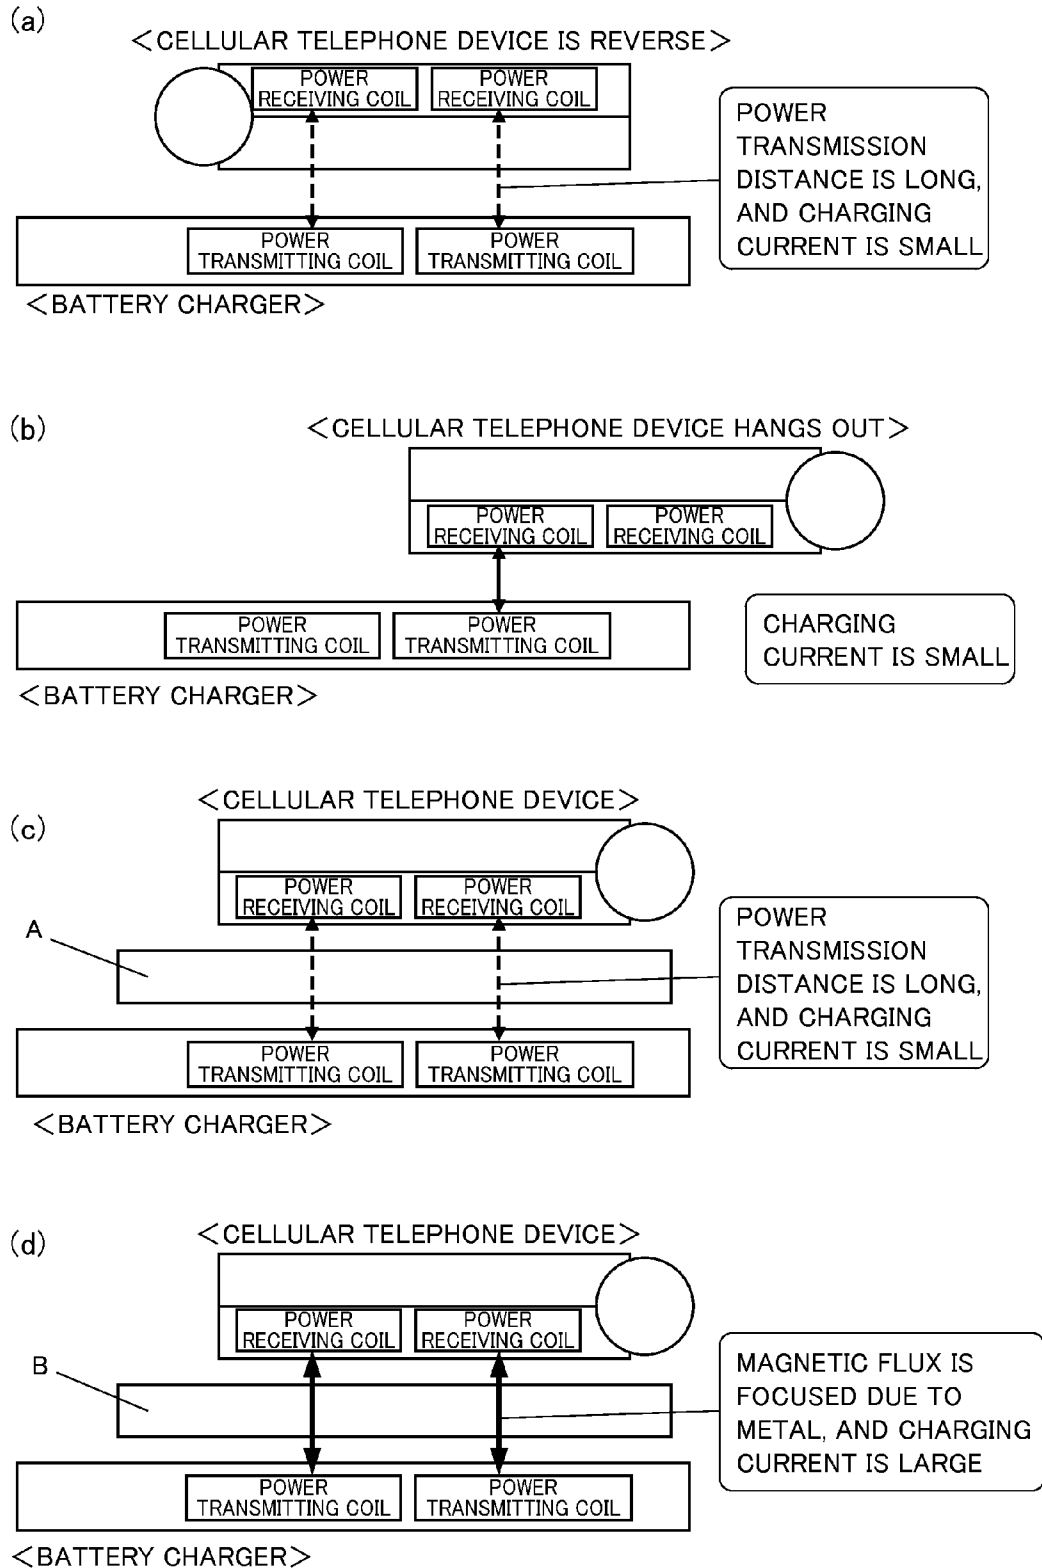 (a)
<CELLULAR TELEPHONE DEVICE IS REVERSE>
POWER
RECEIVING COIL
POWER
RECEIVING COIL
POWER
TRANSMISSION
DISTANCE IS LONG,
AND CHARGING
CURRENT IS SMALL
POWER
TRANSMITTING COIL
POWER
TRANSMITTING COIL
<BATTERY CHARGER>
(b)
<CELLULAR TELEPHONE DEVICE HANGS OUT>
POWER
RECEIVING COIL
POWER
RECEIVING COIL
POWER
TRANSMITTING COIL
POWER
TRANSMITTING COIL
CHARGING
CURRENT IS SMALL
<BATTERY CHARGER>
(c)
<CELLULAR TELEPHONE DEVICE>
POWER
RECEIVING COIL
POWER
RECEIVING COIL
A
POWER
TRANSMISSION
DISTANCE IS LONG,
AND CHARGING
CURRENT IS SMALL
POWER
TRANSMITTING COIL
POWER
TRANSMITTING COIL
<BATTERY CHARGER>
(d)
<CELLULAR TELEPHONE DEVICE>
POWER
RECEIVING COIL
POWER
RECEIVING COIL
B
MAGNETIC FLUX IS
FOCUSED DUE TO
METAL, AND CHARGING
CURRENT IS LARGE
POWER
TRANSMITTING COIL
POWER
TRANSMITTING COIL
<BATTERY CHARGER>